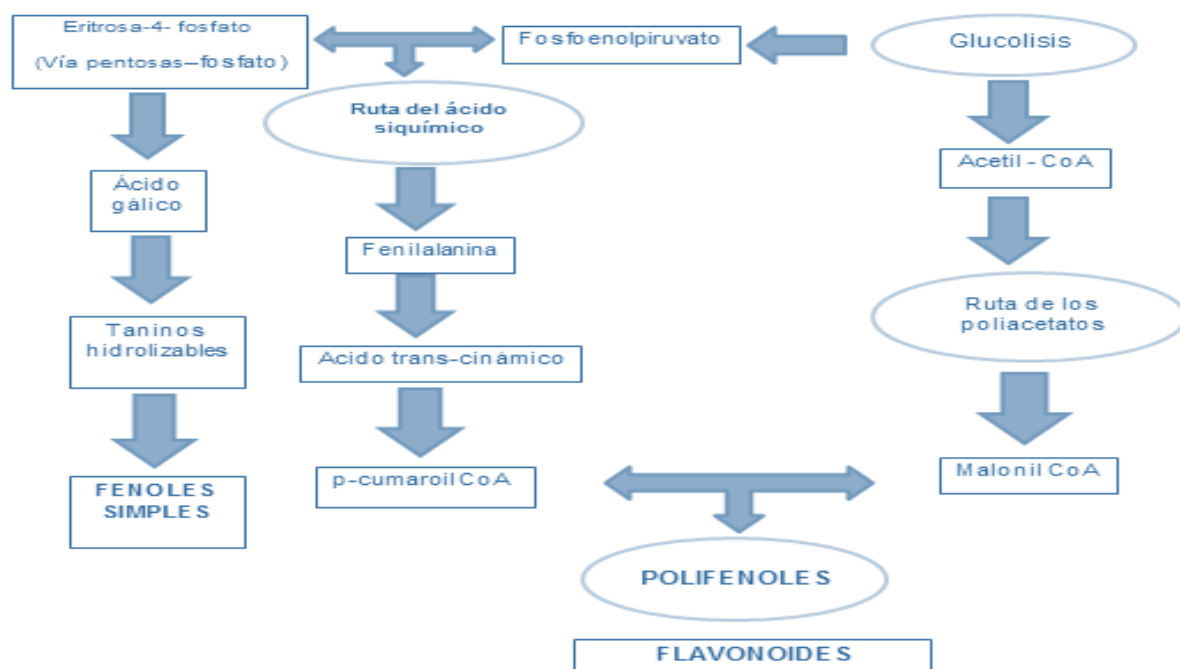 Eritrosa-4- fosfato
(Vía pentosas–fosfato)
Fosfoenolpiruvato
Glucolisis
Ruta del ácido
siquímico
Acetil - CoA
Ácido
gálico
Fenilalanina
Ruta de los
poliacetatos
Taninos
hidrolizables
Acido trans-cinámico
p-cumaroil CoA
Malonil CoA
FENOLES
SIMPLES
POLIFENOLES
FLAVONOIDES